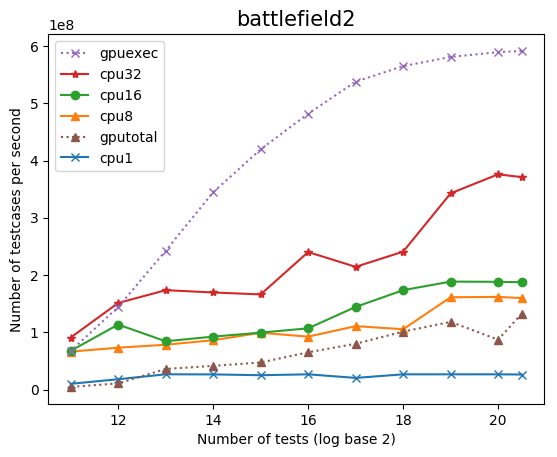 battlefield2
1e8
gpuexec
cpu32
cpu16
cpu8
gputotal
cpu1
6
5
4
3
2
1
0
Number of testcases per second
12
14
16
18
20
Number of tests (log base 2)